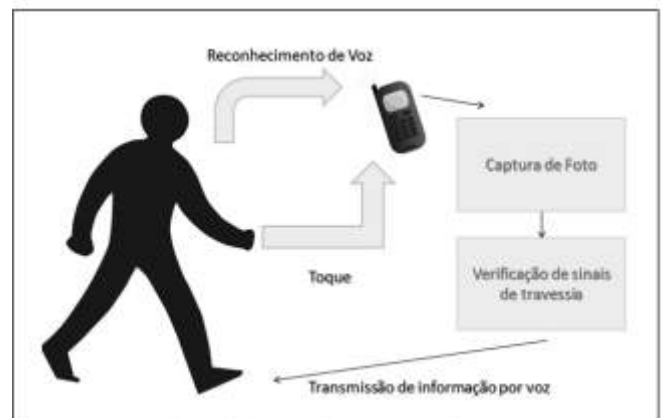 Reconhecimento de Voz
Captura de Foto
Toque
Verificação de sinais
de travessia
Transmissão de informação por voz